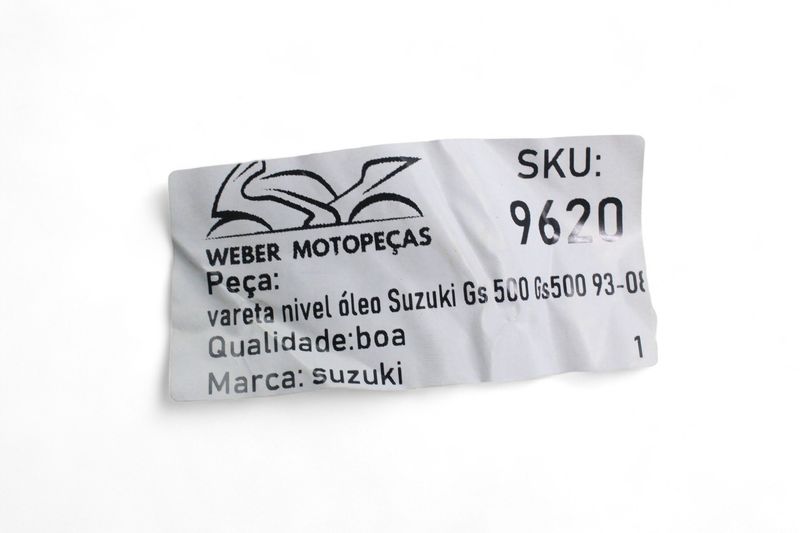 WEBER MOTOPEÇAS
SKU:
9620
Peça:
vareta nivel óleo Suzuki Gs 500 Gs500 93-08
Qualidade:boa
Marca: suzuki
1